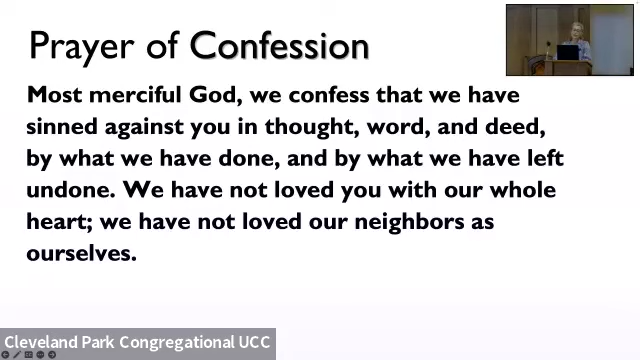 Prayer of Confession
Most merciful God, we confess that we have
sinned against you in thought, word, and deed,
by what we have done, and by what we have left
undone. We have not loved you with our whole
heart; we have not loved our neighbors as
ourselves.
Cleveland Park Congregational UCC